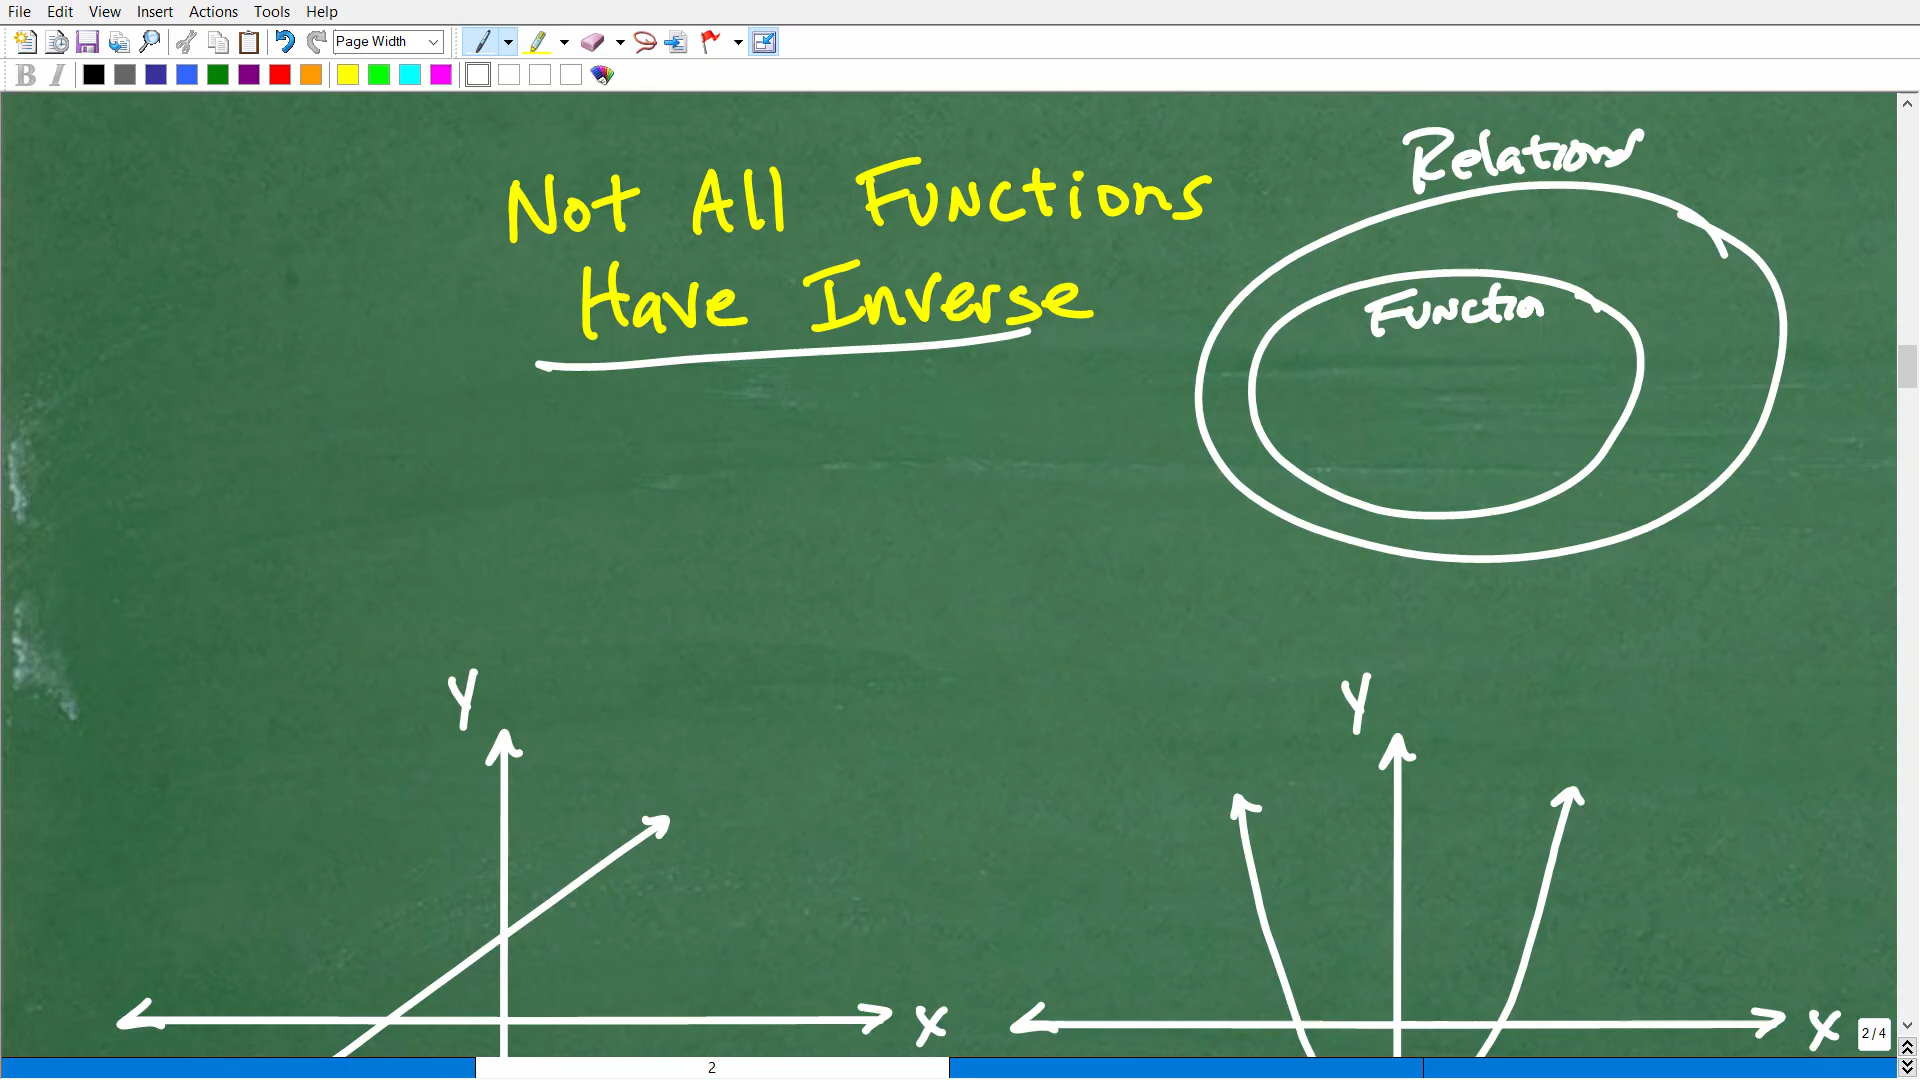 File Edit View Insert Actions Tools Help
Page Width
B I
Relations
Not All Functions
Have Inverse
Function
Y
Y
X
X
2 / 4
2